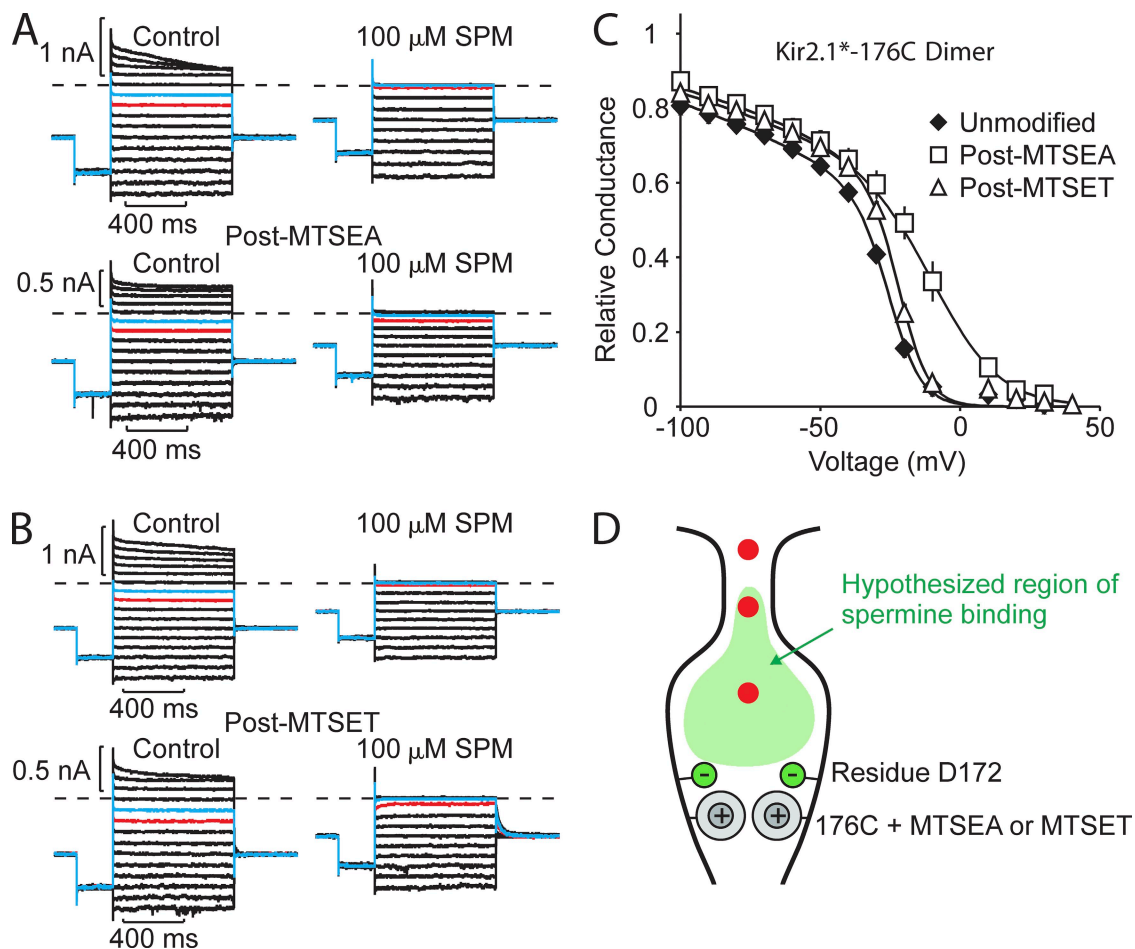 A
Control
100 μM SPM
1 nA
400 ms
Post-MTSEA
Control
100 μM SPM
0.5 nA
400 ms
B
Control
100 μM SPM
1 nA
400 ms
Post-MTSET
Control
100 μM SPM
0.5 nA
400 ms
C
Kir2.1*-176C Dimer
Unmodified
Post-MTSEA
Post-MTSET
Relative Conductance
1
0.8
0.6
0.4
0.2
0
-100
-50
0
50
Voltage (mV)
D
Hypothesized region of
spermine binding
- -
Residue D172
+ +
176C + MTSEA or MTSET